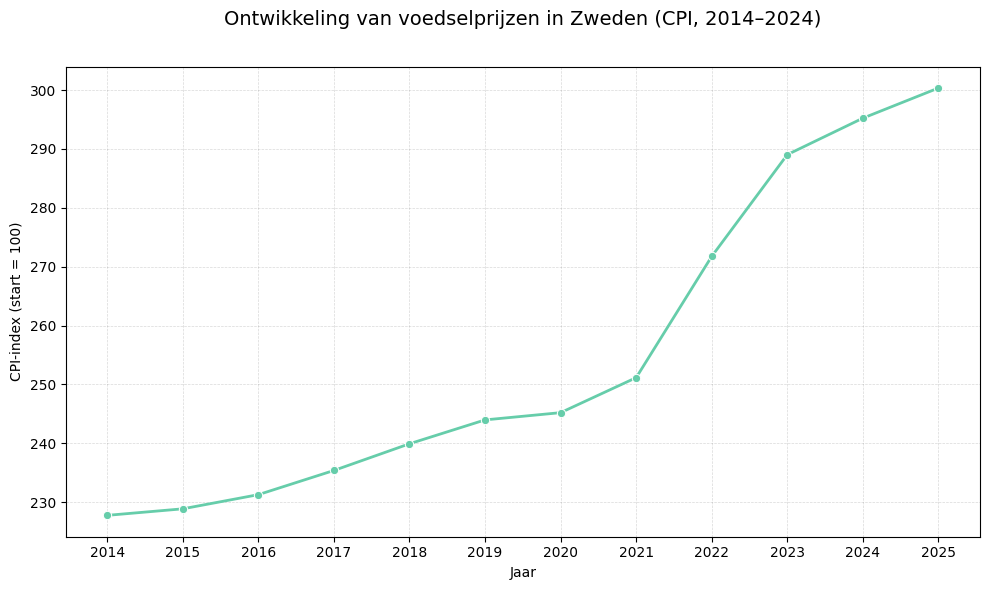 Ontwikkeling van voedselprijzen in Zweden (CPI, 2014–2024)
CPI-index (start = 100)
300
290
280
270
260
250
240
230
2014 2015 2016 2017 2018 2019 2020 2021 2022 2023 2024 2025
Jaar